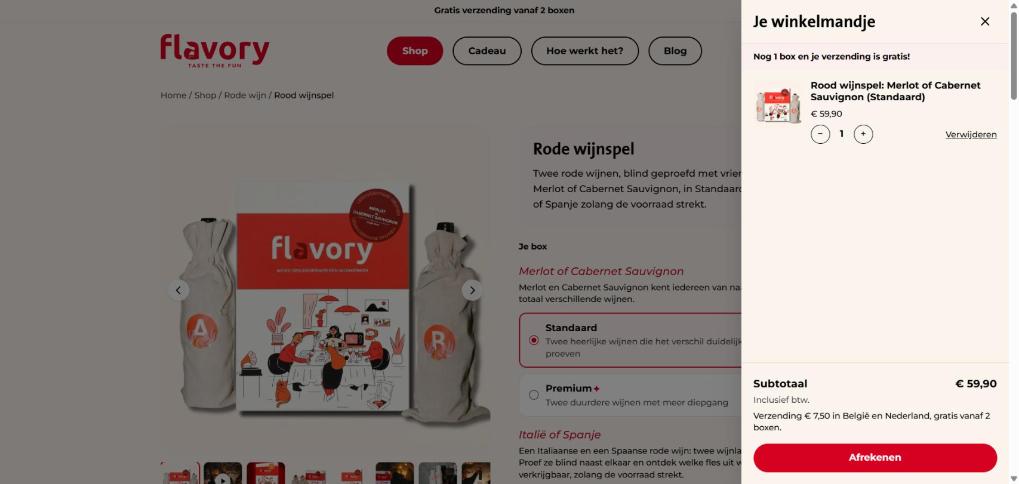 Gratis verzending vanaf 2 boxen
flavory
TASTE THE FUN
Shop
Cadeau
Hoe werkt het?
Blog
Home / Shop / Rode wijn / Rood wijnspel
flavory
A
B
Rode wijnspel
Twee rode wijnen, blind geproefd met vrien
Merlot of Cabernet Sauvignon, in Standaard
of Spanje zolang de voorraad strekt.
Je box
Merlot of Cabernet Sauvignon
Merlot en Cabernet Sauvignon kent iedereen van na
totaal verschillende wijnen.
Standaard
Twee heerlijke wijnen die het verschil duidelijk
proeven
Premium
Twee duurdere wijnen met meer diepgang
Italië of Spanje
Een Italiaanse en een Spaanse rode wijn: twee wijnla
Proef ze blind naast elkaar en ontdek welke fles uit w
verkrijgbaar, zolang de voorraad strekt.
Je winkelmandje
Nog 1 box en je verzending is gratis!
Rood wijnspel: Merlot of Cabernet
Sauvignon (Standaard)
€ 59,90
− 1 +
Verwijderen
Subtotaal € 59,90
Inclusief btw.
Verzending € 7,50 in België en Nederland, gratis vanaf 2
boxen.
Afrekenen